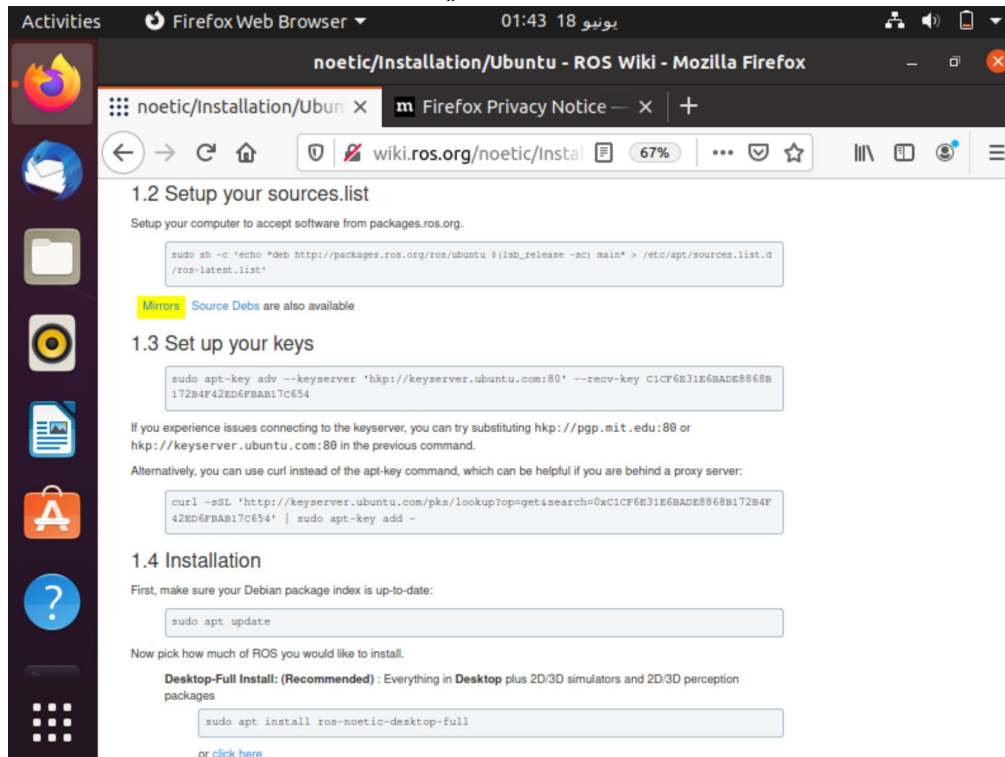 Activities
Firefox Web Browser
يونيو 18 01:43
noetic/Installation/Ubuntu - ROS Wiki - Mozilla Firefox
noetic/Installation/Ubun
m Firefox Privacy Notice —
wiki.ros.org/noetic/Instal
67%
1.2 Setup your sources.list
Setup your computer to accept software from packages.ros.org.
sudo sh -c 'echo "deb http://packages.ros.org/ros/ubuntu $(lsb_release -sc) main" > /etc/apt/sources.list.d
/ros-latest.list'
Mirrors Source Debs are also available
1.3 Set up your keys
sudo apt-key adv --keyserver 'hkp://keyserver.ubuntu.com:80' --recv-key C1CF6E31E6BADE8868B
172B4F42ED6FBAB17C654
If you experience issues connecting to the keyserver, you can try substituting hkp://pgp.mit.edu:80 or
hkp://keyserver.ubuntu.com:80 in the previous command.
Alternatively, you can use curl instead of the apt-key command, which can be helpful if you are behind a proxy server:
curl -sSL 'http://keyserver.ubuntu.com/pks/lookup?op=get&search=0xC1CF6E31E6BADE8868B172B4F
42ED6FBAB17C654' | sudo apt-key add -
1.4 Installation
First, make sure your Debian package index is up-to-date:
sudo apt update
Now pick how much of ROS you would like to install.
Desktop-Full Install: (Recommended) : Everything in Desktop plus 2D/3D simulators and 2D/3D perception
packages
sudo apt install ros-noetic-desktop-full
or click here